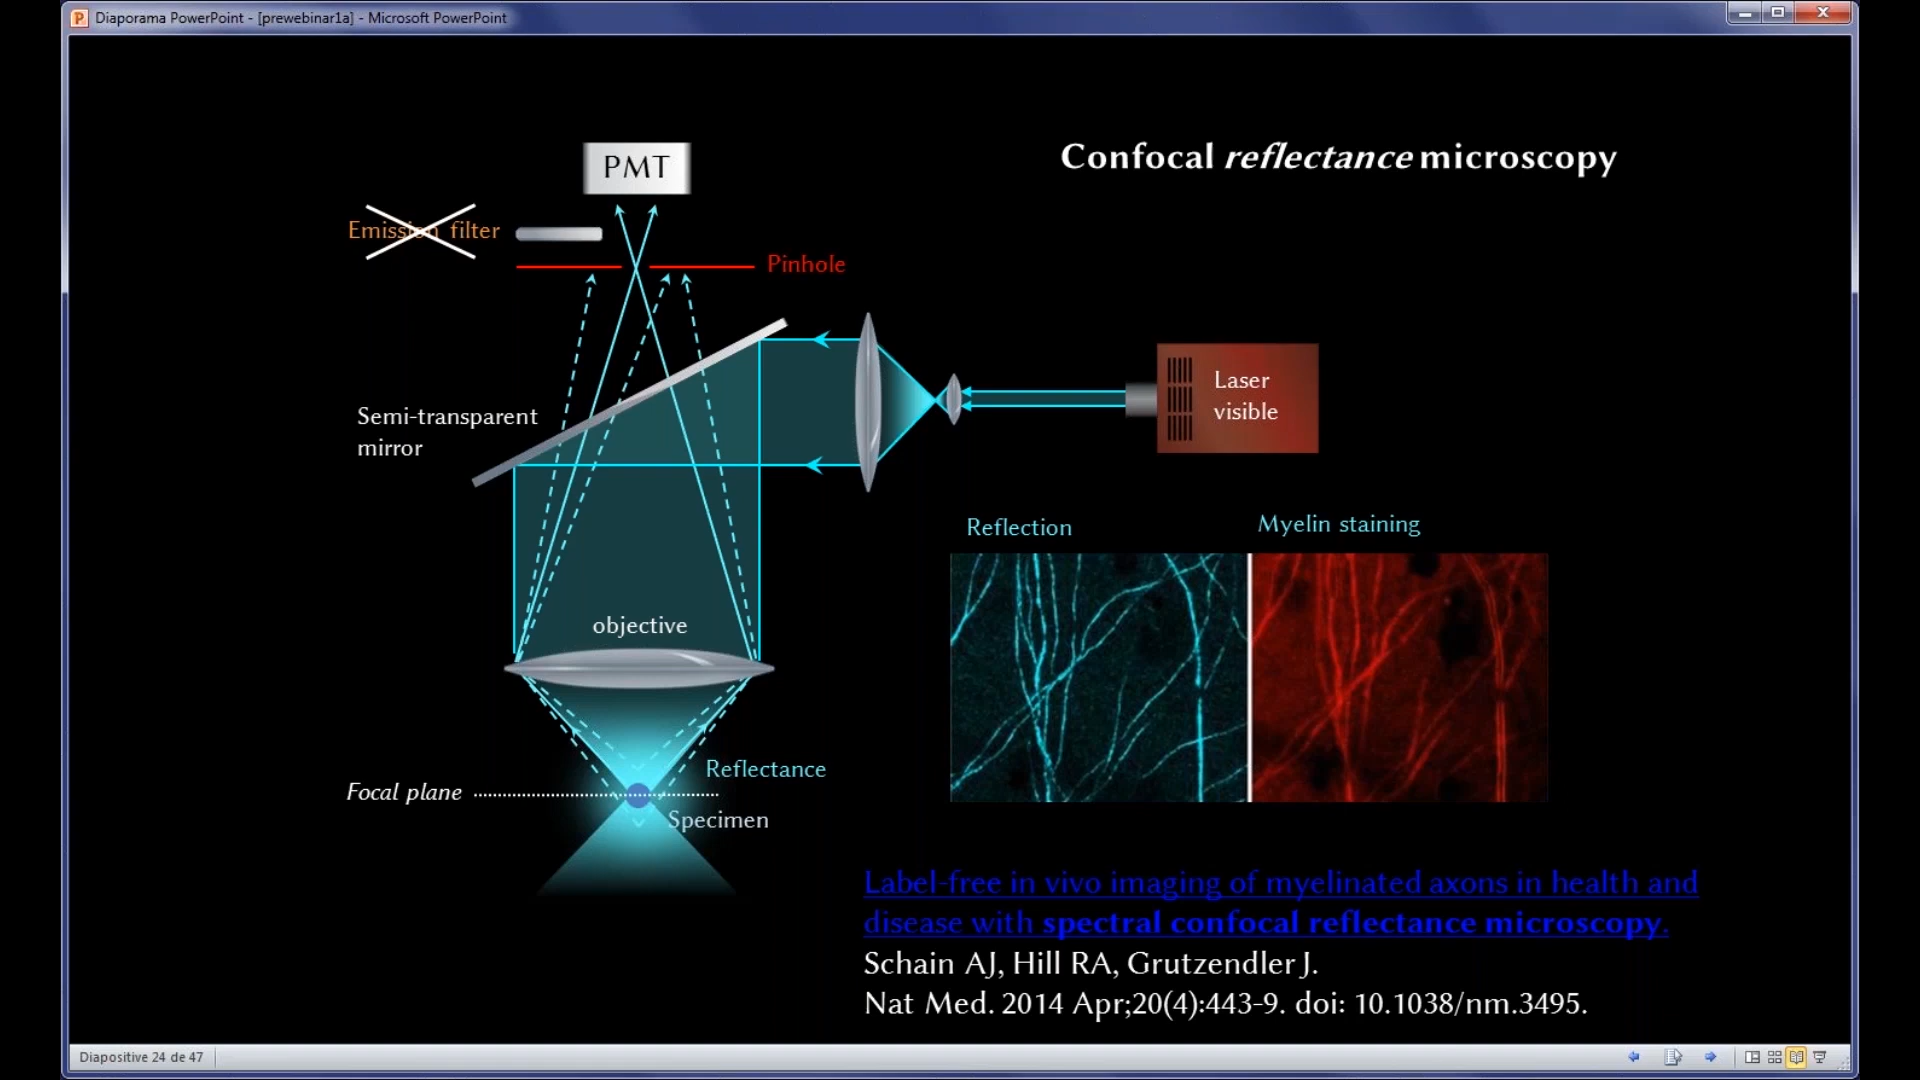 Diaporama PowerPoint - [prewebinar1a] - Microsoft PowerPoint
Confocal reflectance microscopy
PMT
Emission filter
Pinhole
Laser
visible
Semi-transparent
mirror
Reflection
Myelin staining
objective
Reflectance
Focal plane
Specimen
Label-free in vivo imaging of myelinated axons in health and
disease with spectral confocal reflectance microscopy.
Schain AJ, Hill RA, Grutzendler J.
Nat Med. 2014 Apr;20(4):443-9. doi: 10.1038/nm.3495.
Diapositive 24 de 47